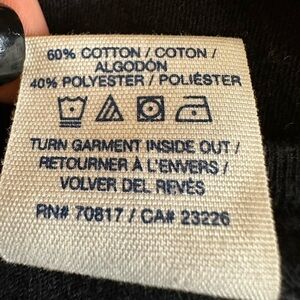 60% COTTON / COTON /
ALGODÓN
40% POLYESTER / POLIÉSTER
TURN GARMENT INSIDE OUT /
RETOURNER À L'ENVERS /
VOLVER DEL REVÉS
RN# 70817 / CA# 23226